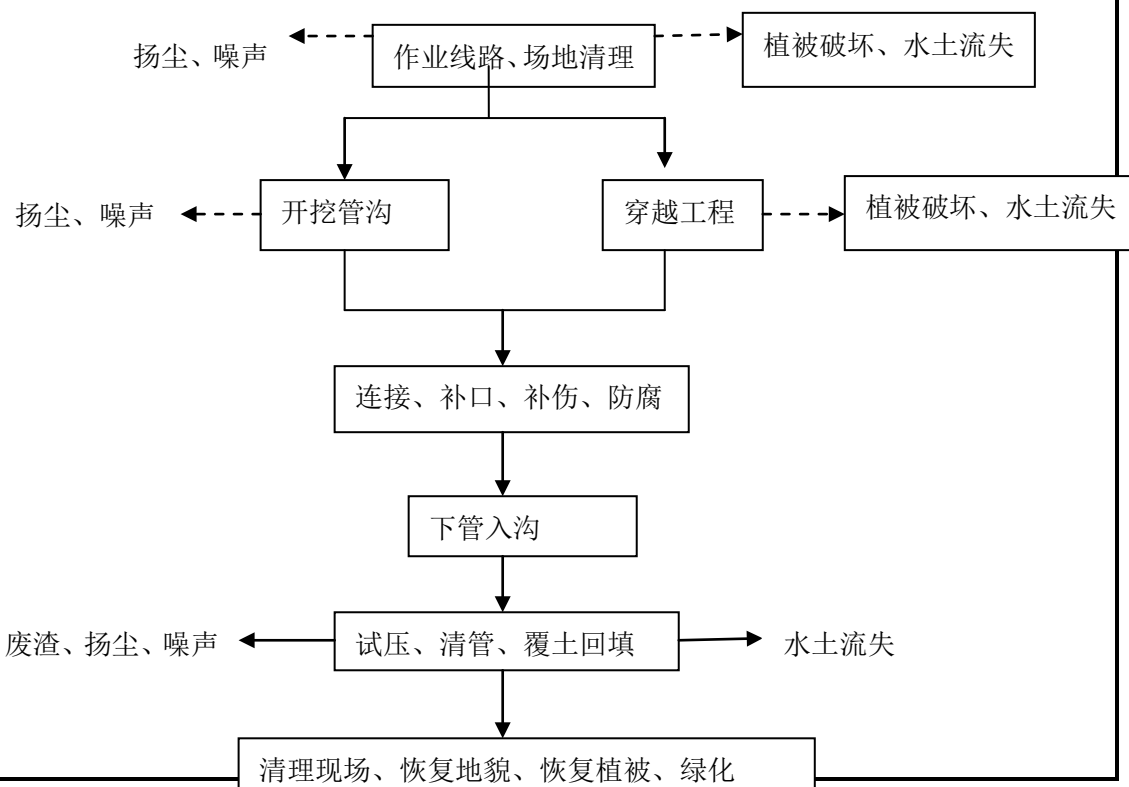 扬尘、噪声
作业线路、场地清理
植被破坏、水土流失
扬尘、噪声
开挖管沟
穿越工程
植被破坏、水土流失
连接、补口、补伤、防腐
下管入沟
废渣、扬尘、噪声
试压、清管、覆土回填
水土流失
清理现场、恢复地貌、恢复植被、绿化